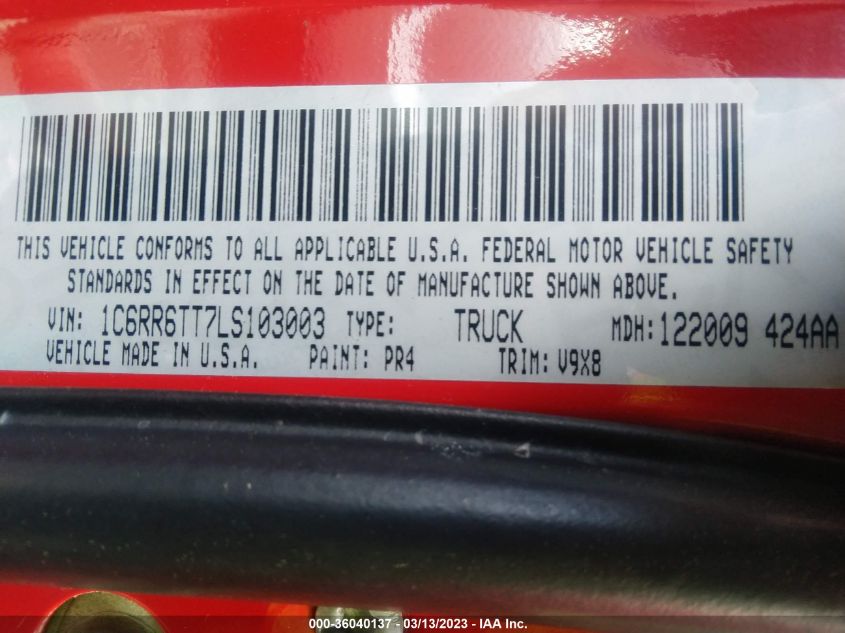 THIS VEHICLE CONFORMS TO ALL APPLICABLE U.S.A. FEDERAL MOTOR VEHICLE SAFETY
STANDARDS IN EFFECT ON THE DATE OF MANUFACTURE SHOWN ABOVE.
VIN: 1C6RR6TT7LS103003 TYPE: TRUCK MDH: 122009 424AA
VEHICLE MADE IN U.S.A. PAINT: PR4 TRIM: V9X8
000-36040137 - 03/13/2023 - IAA Inc.